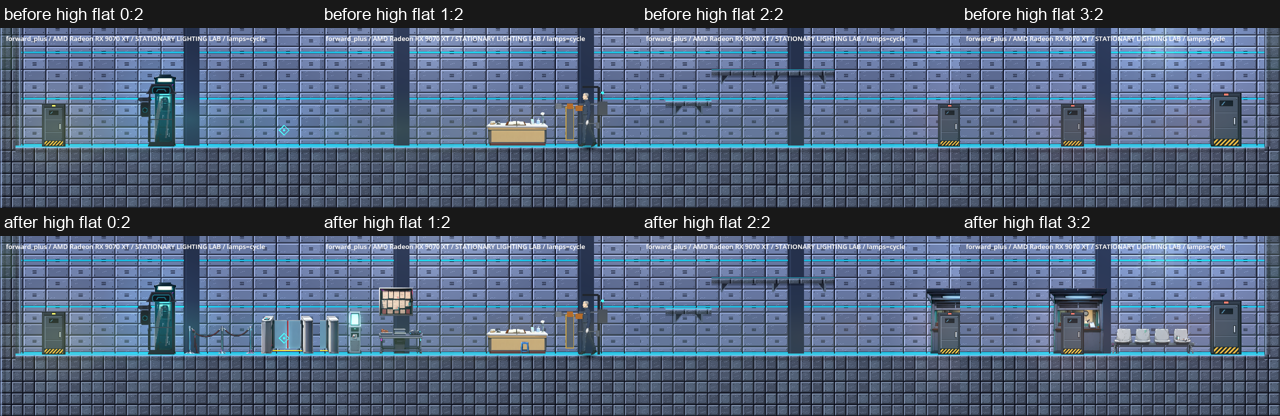 before high flat 0:2
before high flat 1:2
before high flat 2:2
before high flat 3:2
forward_plus / AMD Radeon RX 9070 XT / STATIONARY LIGHTING LAB / lamps=cycle
forward_plus / AMD Radeon RX 9070 XT / STATIONARY LIGHTING LAB / lamps=cycle
forward_plus / AMD Radeon RX 9070 XT / STATIONARY LIGHTING LAB / lamps=cycle
forward_plus / AMD Radeon RX 9070 XT / STATIONARY LIGHTING LAB / lamps=cycle
after high flat 0:2
after high flat 1:2
after high flat 2:2
after high flat 3:2
forward_plus / AMD Radeon RX 9070 XT / STATIONARY LIGHTING LAB / lamps=cycle
forward_plus / AMD Radeon RX 9070 XT / STATIONARY LIGHTING LAB / lamps=cycle
forward_plus / AMD Radeon RX 9070 XT / STATIONARY LIGHTING LAB / lamps=cycle
forward_plus / AMD Radeon RX 9070 XT / STATIONARY LIGHTING LAB / lamps=cycle